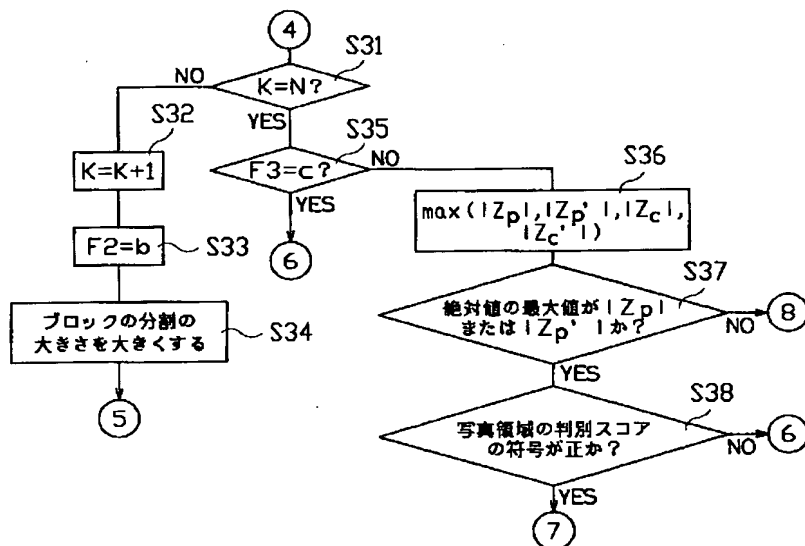 ④
S31
K=N?
NO
YES
S32
K=K+1
S35
F3=c?
NO
YES
⑥
S33
F2=b
S34
ブロックの分割の
大きさを大きくする
⑤
S36
max(|Zp|,|Zp'|,|Zc|,
|Zc'|)
S37
絶対値の最大値が|Zp|
または|Zp'|か?
NO
⑧
YES
S38
写真領域の判別スコア
の符号が正か?
NO
⑥
YES
⑦